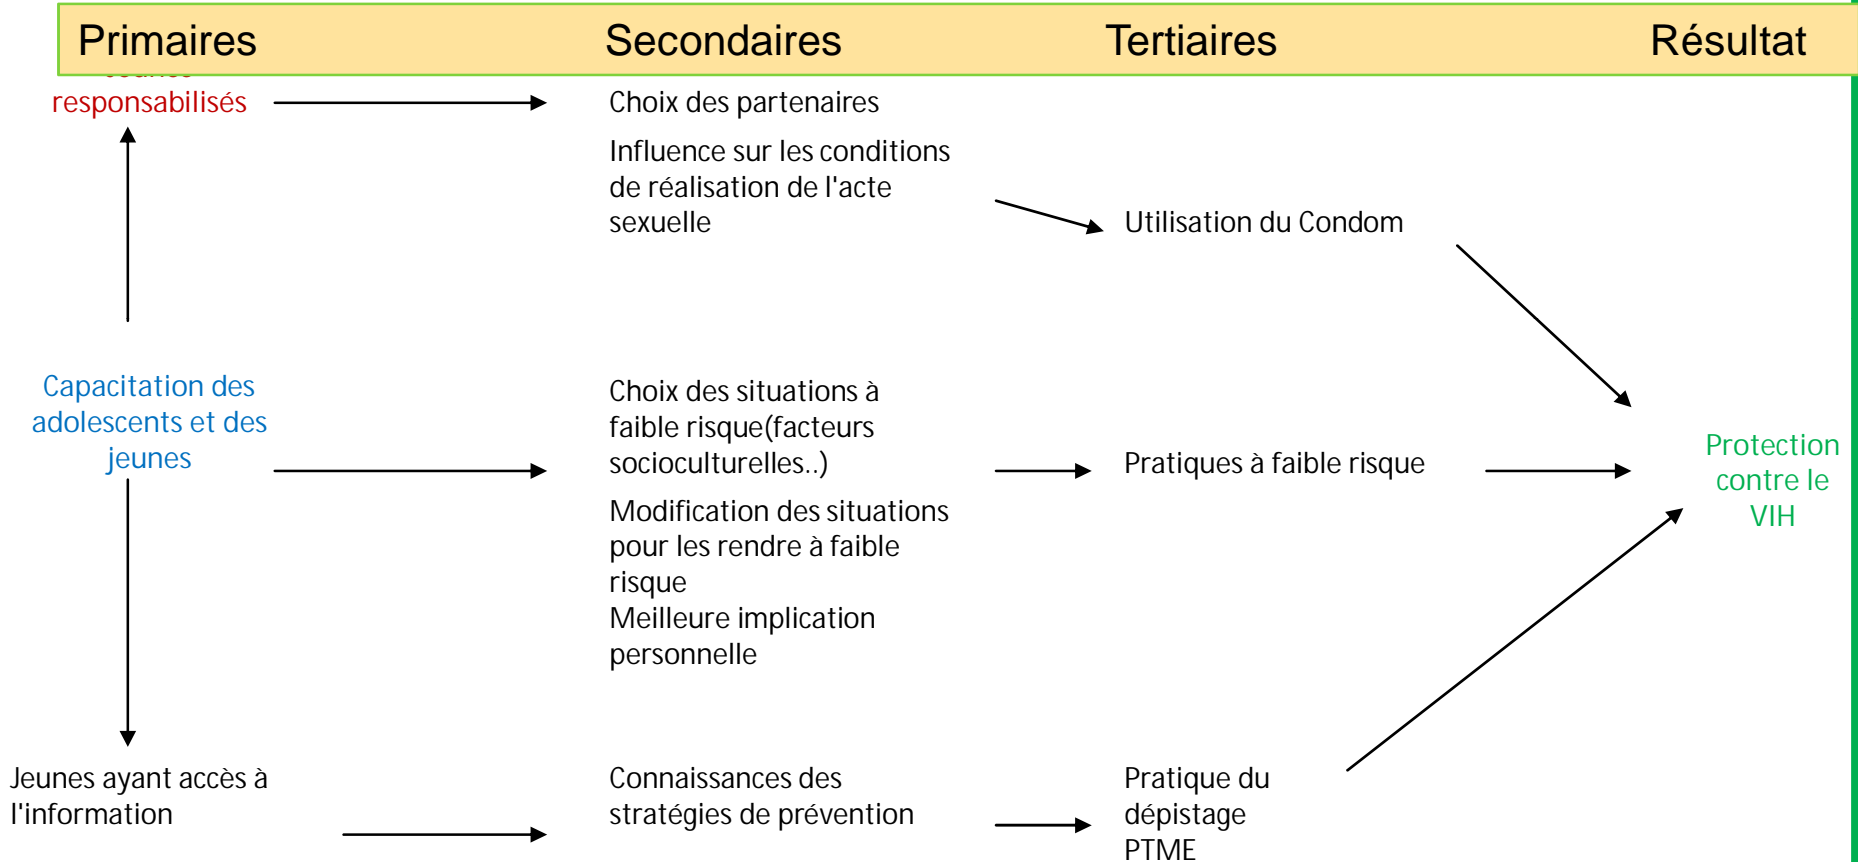 Primaires Secondaires Tertiaires Résultat
responsabilisés
Choix des partenaires
Influence sur les conditions
de réalisation de l'acte
sexuelle
Utilisation du Condom
Capacitation des
adolescents et des
jeunes
Choix des situations à
faible risque(facteurs
socioculturelles..)
Modification des situations
pour les rendre à faible
risque
Meilleure implication
personnelle
Pratiques à faible risque
Protection
contre le
VIH
Jeunes ayant accès à
l'information
Connaissances des
stratégies de prévention
Pratique du
dépistage
PTME